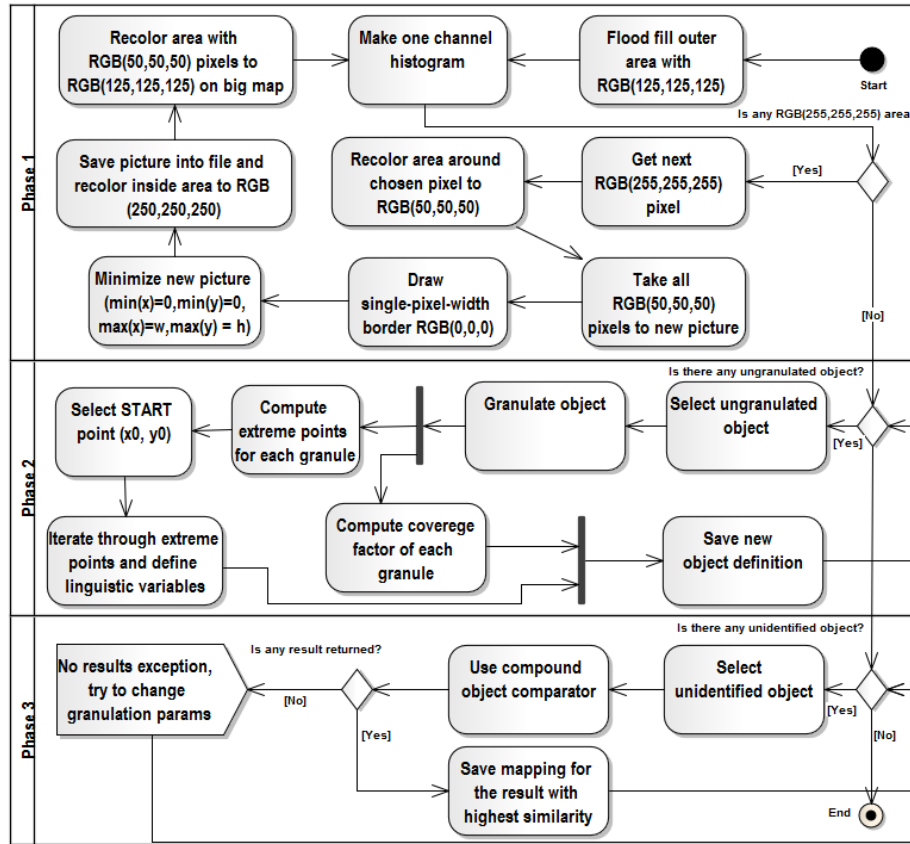 Phase 1
Recolor area with
RGB(50,50,50) pixels to
RGB(125,125,125) on big map
Make one channel
histogram
Flood fill outer
area with
RGB(125,125,125)
Start
Is any RGB(255,255,255) area
Save picture into file and
recolor inside area to RGB
(250,250,250)
Recolor area around
chosen pixel to
RGB(50,50,50)
Get next
RGB(255,255,255)
pixel
[Yes]
Minimize new picture
(min(x)=0,min(y)=0,
max(x)=w,max(y) = h)
Draw
single-pixel-width
border RGB(0,0,0)
Take all
RGB(50,50,50)
pixels to new picture
[No]
Phase 2
Is there any ungranulated object?
Select START
point (x0, y0)
Compute
extreme points
for each granule
Granulate object
Select ungranulated
object
[Yes]
Iterate through extreme
points and define
linguistic variables
Compute coverege
factor of each
granule
Save new
object definition
Phase 3
Is there any unidentified object?
No results exception,
try to change
granulation params
Is any result returned?
[No]
[Yes]
Use compound
object comparator
Select
unidentified object
[Yes]
[No]
Save mapping for
the result with
highest similarity
End